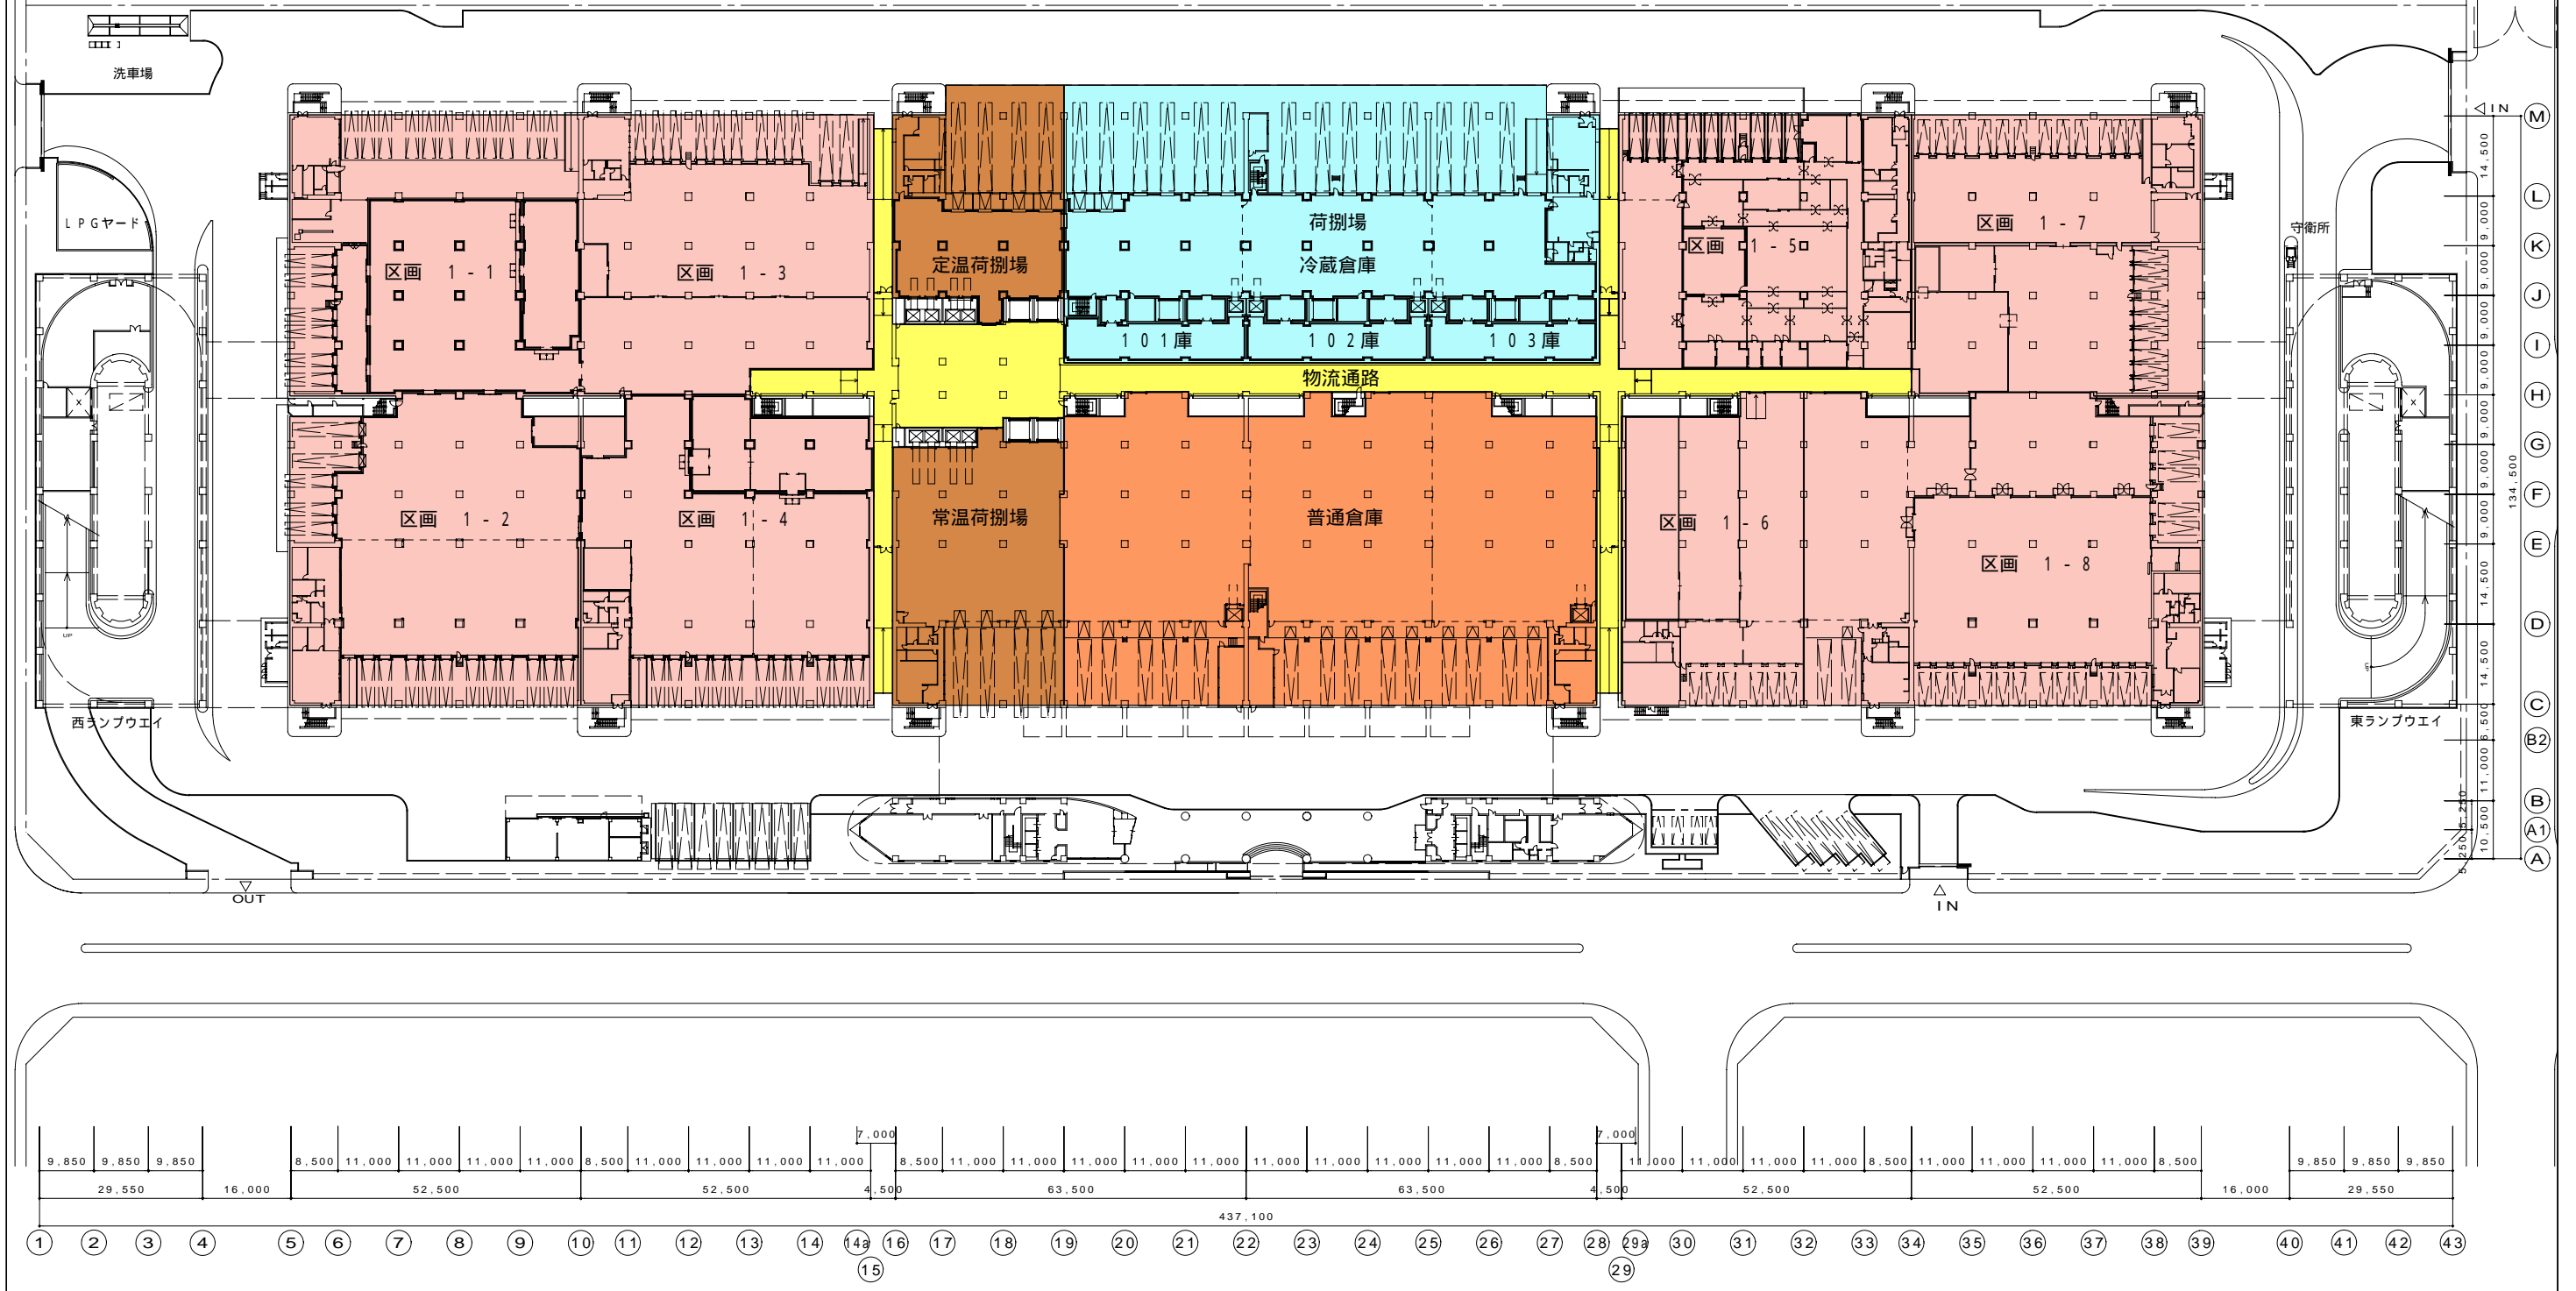 洗車場
IN
M
14,500
LPGヤード
L
荷捌場
区画 1-7
守衛所
9,000
区画 1-5
K
区画 1-1
区画 1-3
定温荷捌場
冷蔵倉庫
9,000
J
9,000
101庫
102庫
103庫
I
物流通路
9,000
H
9,000
G
9,000
134,500
F
区画 1-2
区画 1-4
常温荷捌場
普通倉庫
区画 1-6
9,000
E
区画 1-8
14,500
D
UP
14,500
西ランプウエイ
東ランプウエイ
C
6,500
B2
11,000
B
5,250
A1
10,500
5,250
A
OUT
IN
7,000 7,000
9,850 9,850 9,850 8,500 11,000 11,000 11,000 11,000 8,500 11,000 11,000 11,000 11,000 8,500 11,000 11,000 11,000 11,000 11,000 11,000 11,000 11,000 11,000 11,000 8,500 11,000 11,000 11,000 11,000 8,500 11,000 11,000 11,000 11,000 8,500 9,850 9,850 9,850
29,550 16,000 52,500 52,500 4,500 63,500 63,500 4,500 52,500 52,500 16,000 29,550
437,100
1 2 3 4 5 6 7 8 9 10 11 12 13 14 14a 16 17 18 19 20 21 22 23 24 25 26 27 28 29a 30 31 32 33 34 35 36 37 38 39 40 41 42 43
15 29